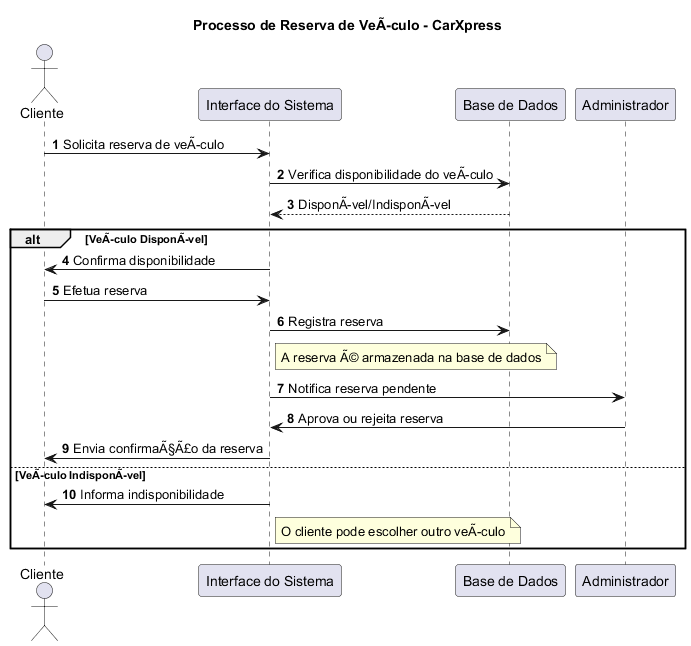 Processo de Reserva de VeÃ-culo - CarXpress
Cliente
Interface do Sistema
Base de Dados
Administrador
1 Solicita reserva de veÃ-culo
2 Verifica disponibilidade do veÃ-culo
3 DisponÃ-vel/IndisponÃ-vel
alt
[VeÃ-culo DisponÃ-vel]
4 Confirma disponibilidade
5 Efetua reserva
6 Registra reserva
A reserva Ã© armazenada na base de dados
7 Notifica reserva pendente
8 Aprova ou rejeita reserva
9 Envia confirmaÃ§Ã£o da reserva
[VeÃ-culo IndisponÃ-vel]
10 Informa indisponibilidade
O cliente pode escolher outro veÃ-culo
Cliente
Interface do Sistema
Base de Dados
Administrador